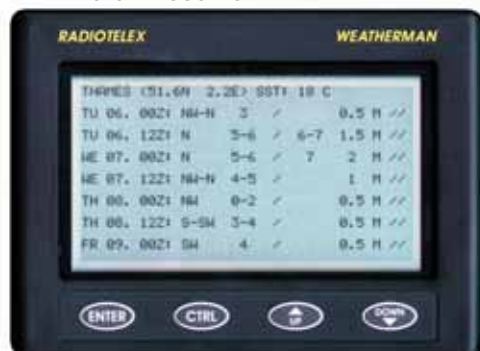 RADIOTELEX WEATHERMAN
THAMES (51.6N 2.2E) SST: 18 C
TU 06. 00Z: NW-N 3 / 0.5 M //
TU 06. 12Z: N 5-6 / 6-7 1.5 M //
WE 07. 00Z: N 5-6 / 7 2 M //
WE 07. 12Z: NW-N 4-5 / 1 M //
TH 08. 00Z: NW 0-2 / 0.5 M //
TH 08. 12Z: S-SW 3-4 / 0.5 M //
FR 09. 00Z: SW 4 / 0.5 M //
ENTER CTRL UP DOWN